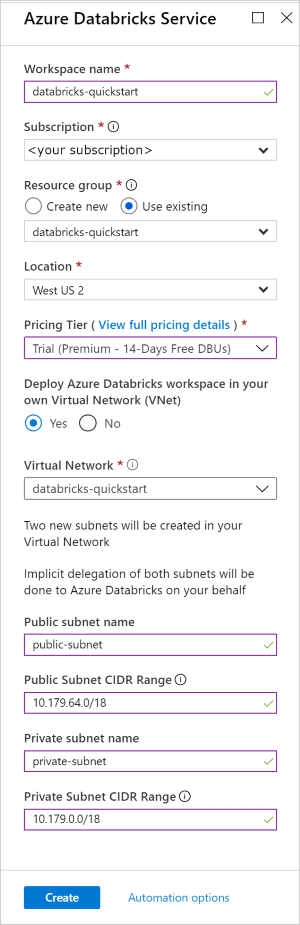 Azure Databricks Service
Workspace name *
databricks-quickstart
Subscription *
<your subscription>
Resource group *
Create new Use existing
databricks-quickstart
Location *
West US 2
Pricing Tier ( View full pricing details ) *
Trial (Premium - 14-Days Free DBUs)
Deploy Azure Databricks workspace in your
own Virtual Network (VNet)
Yes No
Virtual Network *
databricks-quickstart
Two new subnets will be created in your
Virtual Network
Implicit delegation of both subnets will be
done to Azure Databricks on your behalf
Public subnet name
public-subnet
Public Subnet CIDR Range
10.179.64.0/18
Private subnet name
private-subnet
Private Subnet CIDR Range
10.179.0.0/18
Create Automation options